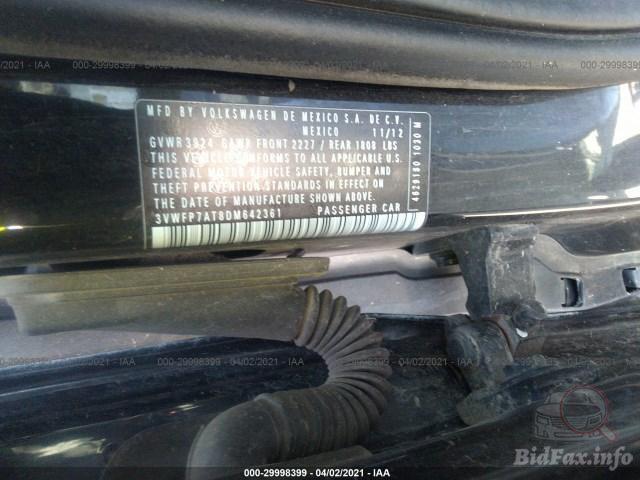 MFD BY VOLKSWAGEN DE MEXICO S.A. DE C.V.
MEXICO 11/12
GVWR 3924 GAWR FRONT 2227 / REAR 1808 LBS
THIS VEHICLE CONFORMS TO ALL APPLICABLE U.S.
FEDERAL MOTOR VEHICLE SAFETY, BUMPER AND
THEFT PREVENTION STANDARDS IN EFFECT ON
THE DATE OF MANUFACTURE SHOWN ABOVE.
3VWFP7AT8DM642361 PASSENGER CAR
000-29998399 - 04/02/2021 - IAA
BidFax.info